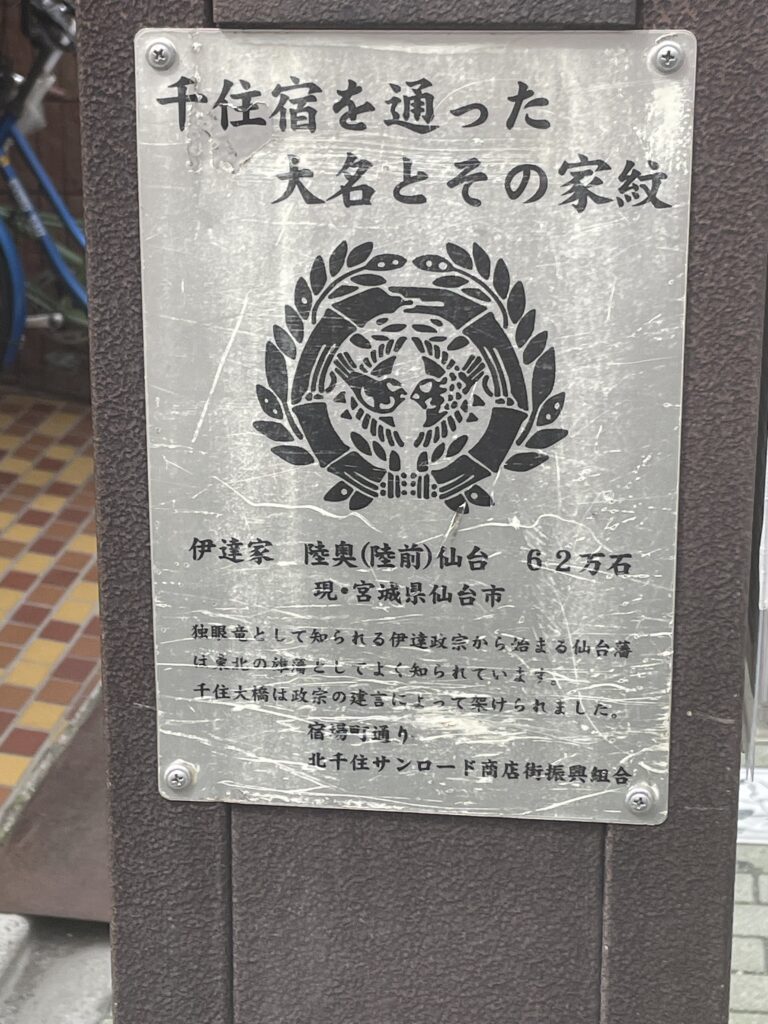 千住宿を通った
大名とその家紋
伊達家 陸奥(陸前)仙台 62万石
現・宮城県仙台市
独眼竜として知られる伊達政宗から始まる仙台藩
は東北の雄藩としてよく知られています。
千住大橋は政宗の建言によって架けられました。
宿場町通り
北千住サンロード商店街振興組合